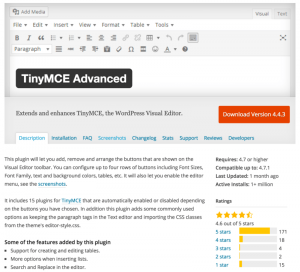 Add Media
Visual Text
File Edit Insert View Format Table Tools
Paragraph
TinyMCE Advanced
Extends and enhances TinyMCE, the WordPress Visual Editor.
Download Version 4.4.3
Description Installation FAQ Screenshots Changelog Stats Support Reviews Developers
This plugin will let you add, remove and arrange the buttons that are shown on the
Visual Editor toolbar. You can configure up to four rows of buttons including Font Sizes,
Font Family, text and background colors, tables, etc. It will also let you enable the editor
menu, see the screenshots.
It includes 15 plugins for TinyMCE that are automatically enabled or disabled depending
on the buttons you have chosen. In addition this plugin adds some commonly used
options as keeping the paragraph tags in the Text editor and importing the CSS classes
from the theme's editor-style.css.
Some of the features added by this plugin
Support for creating and editing tables.
More options when inserting lists.
Search and Replace in the editor.
Requires: 4.7 or higher
Compatible up to: 4.7.1
Last Updated: 1 month ago
Active Installs: 1+ million
Ratings
4.6 out of 5 stars
5 stars 171
4 stars 18
3 stars 4
2 stars 2
1 star 15